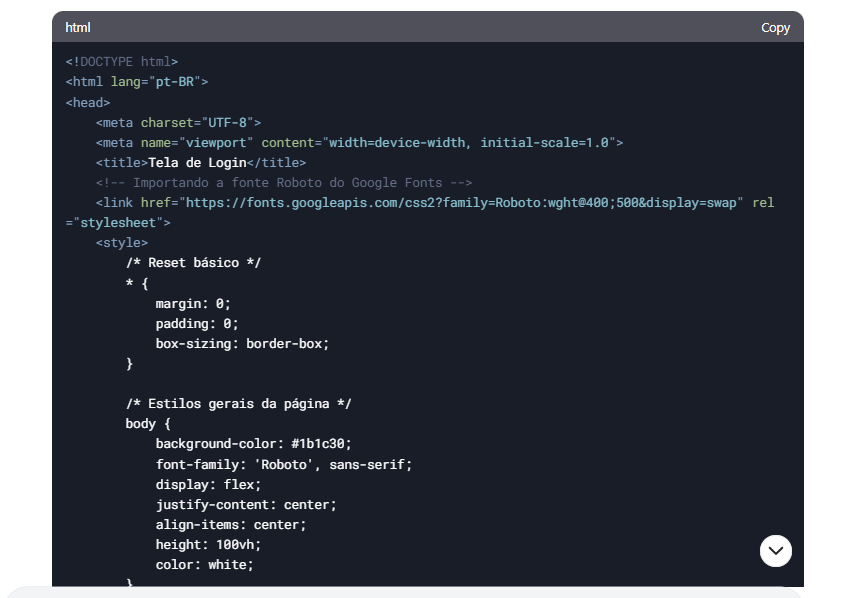 html
Copy
<!DOCTYPE html>
<html lang="pt-BR">
<head>
    <meta charset="UTF-8">
    <meta name="viewport" content="width=device-width, initial-scale=1.0">
    <title>Tela de Login</title>
    <!-- Importando a fonte Roboto do Google Fonts -->
    <link href="https://fonts.googleapis.com/css2?family=Roboto:wght@400;500&display=swap" rel
="stylesheet">
    <style>
        /* Reset básico */
        * {
            margin: 0;
            padding: 0;
            box-sizing: border-box;
        }

        /* Estilos gerais da página */
        body {
            background-color: #1b1c30;
            font-family: 'Roboto', sans-serif;
            display: flex;
            justify-content: center;
            align-items: center;
            height: 100vh;
            color: white;
        }